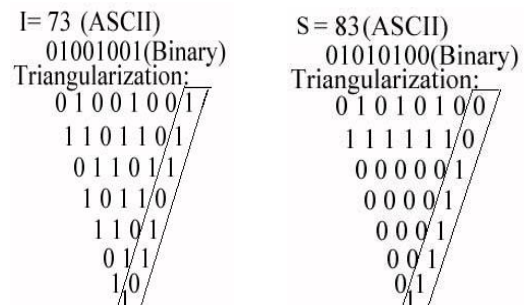 I= 73 (ASCII)
01001001(Binary)
Triangularization:
0 1 0 0 1 0 0 1
1 1 0 1 1 0 1
0 1 1 0 1 1
1 0 1 1 0
1 1 0 1
0 1 1
1 0
1
S = 83(ASCII)
01010100(Binary)
Triangularization:
0 1 0 1 0 1 0 0
1 1 1 1 1 1 0
0 0 0 0 0 1
0 0 0 0 1
0 0 0 1
0 0 1
0 1
1